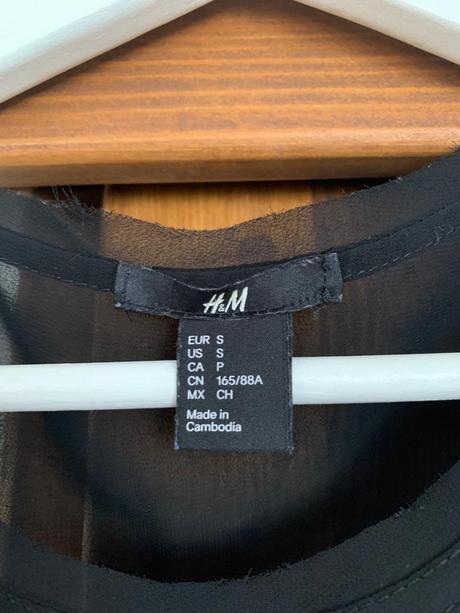 H&M
EUR S
US S
CA P
CN 165/88A
MX CH
Made in
Cambodia